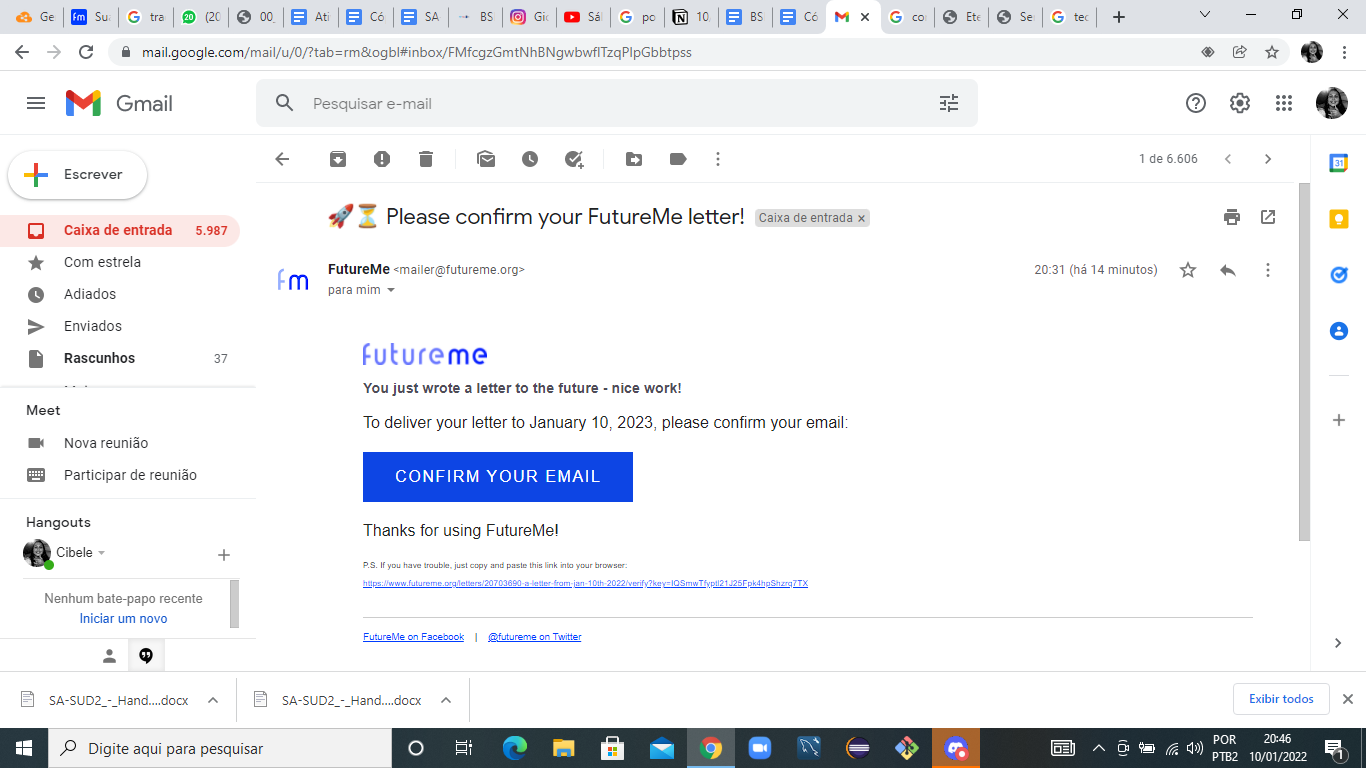 Ge
Su
tra
(20
00_
Ati
Có
SA
BS
Gio
Sál
po
10,
BS
Có
co
Ete
Se
tec
mail.google.com/mail/u/0/?tab=rm&ogbl#inbox/FMfcgzGmtNhBNgwbwflTzqPlpGbbtpss
Gmail
Pesquisar e-mail
Escrever
1 de 6.606
31
Caixa de entrada 5.987
Com estrela
Adiados
Enviados
Rascunhos 37
Meet
Nova reunião
Participar de reunião
Hangouts
Cibele
Nenhum bate-papo recente
Iniciar um novo
🚀⏳ Please confirm your FutureMe letter! Caixa de entrada ×
fm
FutureMe <mailer@futureme.org>
20:31 (há 14 minutos)
para mim
futureme
You just wrote a letter to the future - nice work!
To deliver your letter to January 10, 2023, please confirm your email:
CONFIRM YOUR EMAIL
Thanks for using FutureMe!
P.S. If you have trouble, just copy and paste this link into your browser:
https://www.futureme.org/letters/20703690-a-letter-from-jan-10th-2022/verify?key=IQSmwTfyptl21J25Fpk4hpShzrq7TX
FutureMe on Facebook | @futureme on Twitter
SA-SUD2_-_Hand....docx
SA-SUD2_-_Hand....docx
Exibir todos
Digite aqui para pesquisar
POR
PTB2
20:46
10/01/2022
1